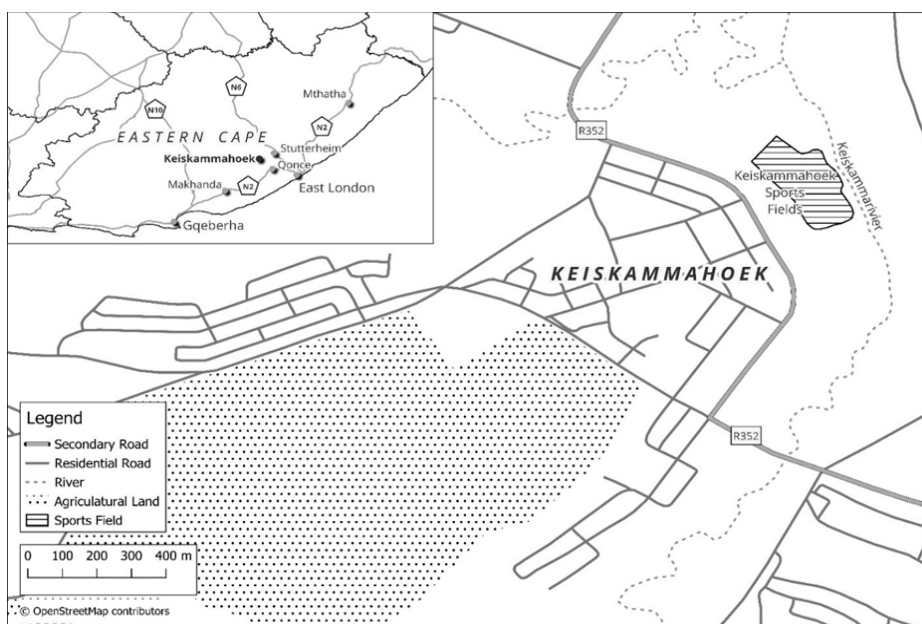 N6
N10
Mthatha
EASTERN CAPE
N2
Stutterheim
Keiskammahoek
Qonce
Makhanda
N2
East London
Gqeberha
R352
Keiskammahoek
Sports
Fields
Keiskammarivier
KEISKAMMAHOEK
R352
Legend
Secondary Road
Residential Road
River
Agriculatural Land
Sports Field
0 100 200 300 400 m
© OpenStreetMap contributors